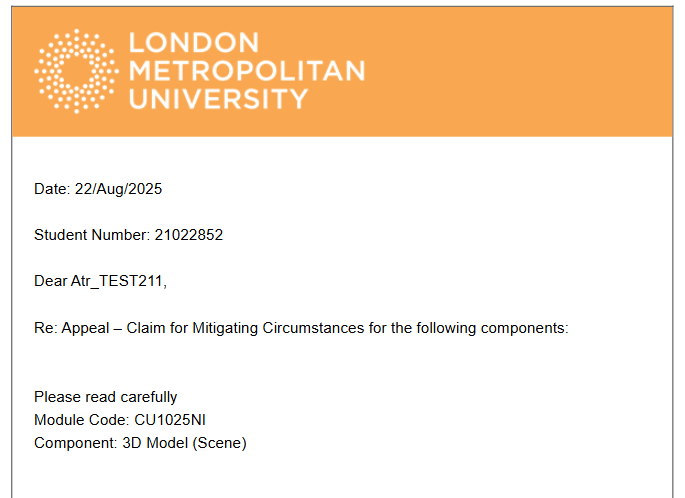 LONDON
METROPOLITAN
UNIVERSITY
Date: 22/Aug/2025
Student Number: 21022852
Dear Atr_TEST211,
Re: Appeal – Claim for Mitigating Circumstances for the following components:
Please read carefully
Module Code: CU1025NI
Component: 3D Model (Scene)